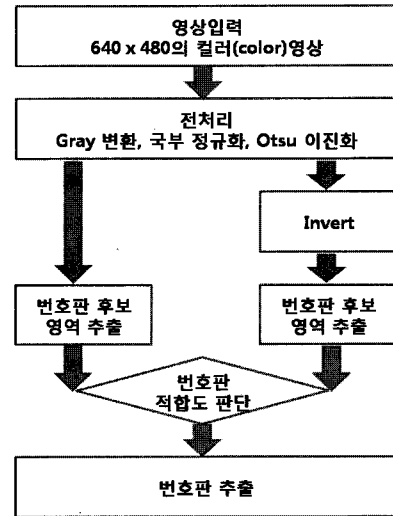 영상입력
640 x 480의 컬러(color)영상
전처리
Gray 변환, 국부 정규화, Otsu 이진화
Invert
번호판 후보
영역 추출
번호판 후보
영역 추출
번호판
적합도 판단
번호판 추출